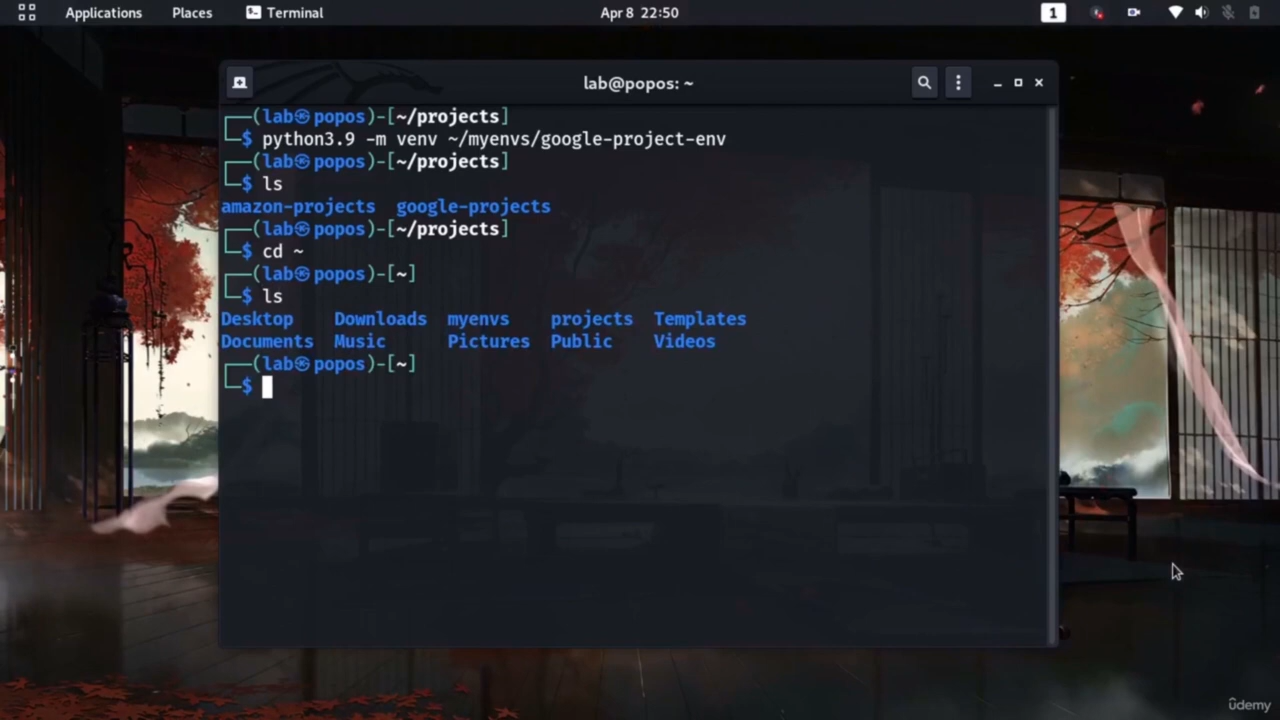 Applications Places Terminal Apr 8 22:50 1
lab@popos: ~
┌──(lab㉿popos)-[~/projects]
└─$ python3.9 -m venv ~/myenvs/google-project-env
┌──(lab㉿popos)-[~/projects]
└─$ ls
amazon-projects google-projects
┌──(lab㉿popos)-[~/projects]
└─$ cd ~
┌──(lab㉿popos)-[~]
└─$ ls
Desktop Downloads myenvs projects Templates
Documents Music Pictures Public Videos
┌──(lab㉿popos)-[~]
└─$
ûdemy